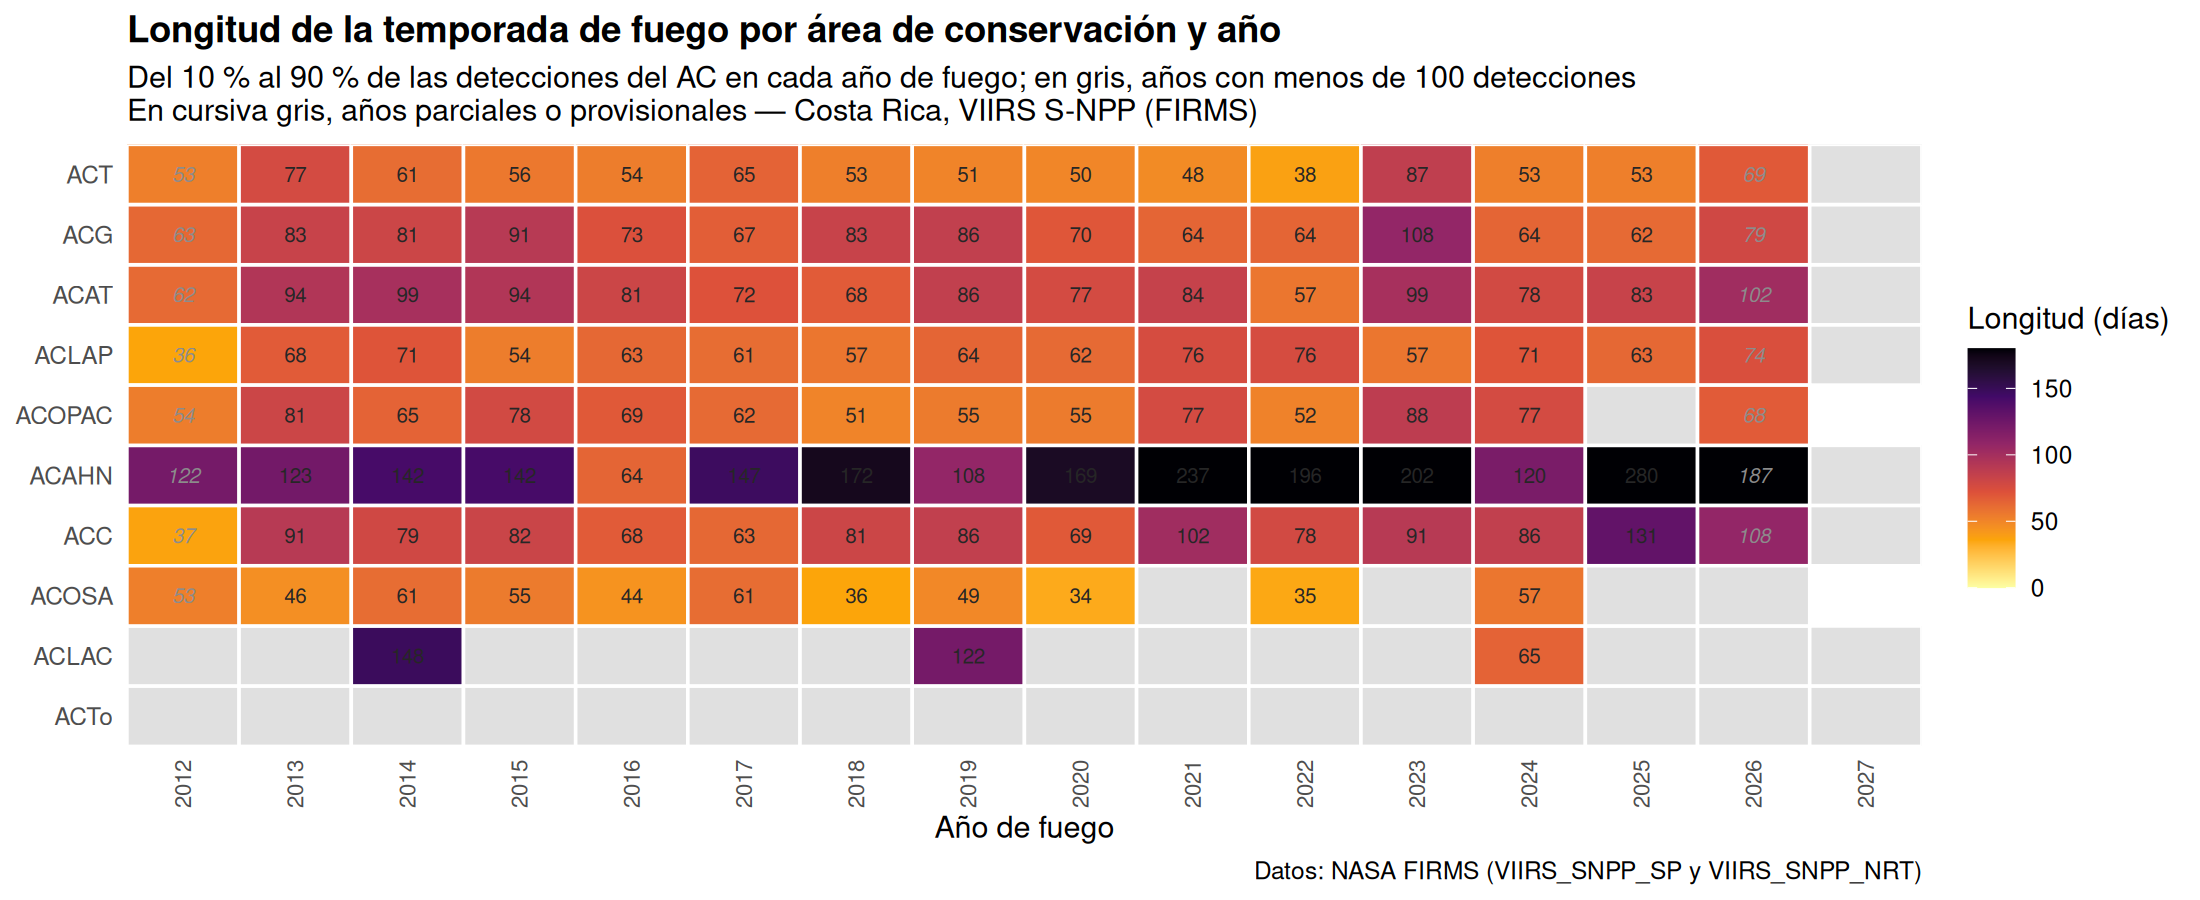 Longitud de la temporada de fuego por área de conservación y año
Del 10 % al 90 % de las detecciones del AC en cada año de fuego; en gris, años con menos de 100 detecciones
En cursiva gris, años parciales o provisionales — Costa Rica, VIIRS S-NPP (FIRMS)
ACT 53 77 61 56 54 65 53 51 50 48 38 87 53 53 69
ACG 63 83 81 91 73 67 83 86 70 64 64 108 64 62 79
ACAT 62 94 99 94 81 72 68 86 77 84 57 99 78 83 102
ACLAP 36 68 71 54 63 61 57 64 62 76 76 57 71 63 74
ACOPAC 54 81 65 78 69 62 51 55 55 77 52 88 77 68
ACAHN 122 123 142 142 64 172 108 169 237 196 202 120 280 187
ACC 37 91 79 82 68 63 81 86 69 102 78 91 86 131 108
ACOSA 53 46 61 55 44 61 36 49 34 35 57
ACLAC 122 65
ACTo
2012 2013 2014 2015 2016 2017 2018 2019 2020 2021 2022 2023 2024 2025 2026 2027
Año de fuego
Longitud (días)
150
100
50
0
Datos: NASA FIRMS (VIIRS_SNPP_SP y VIIRS_SNPP_NRT)